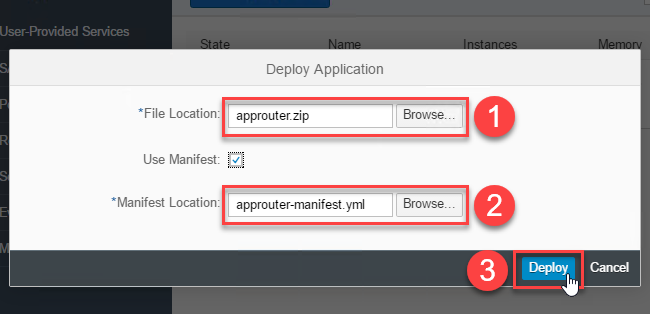 User-Provided Services
State Name Instances Memory
Deploy Application
*File Location: approuter.zip Browse... 1
Use Manifest:
*Manifest Location: approuter-manifest.yml Browse... 2
3 Deploy Cancel